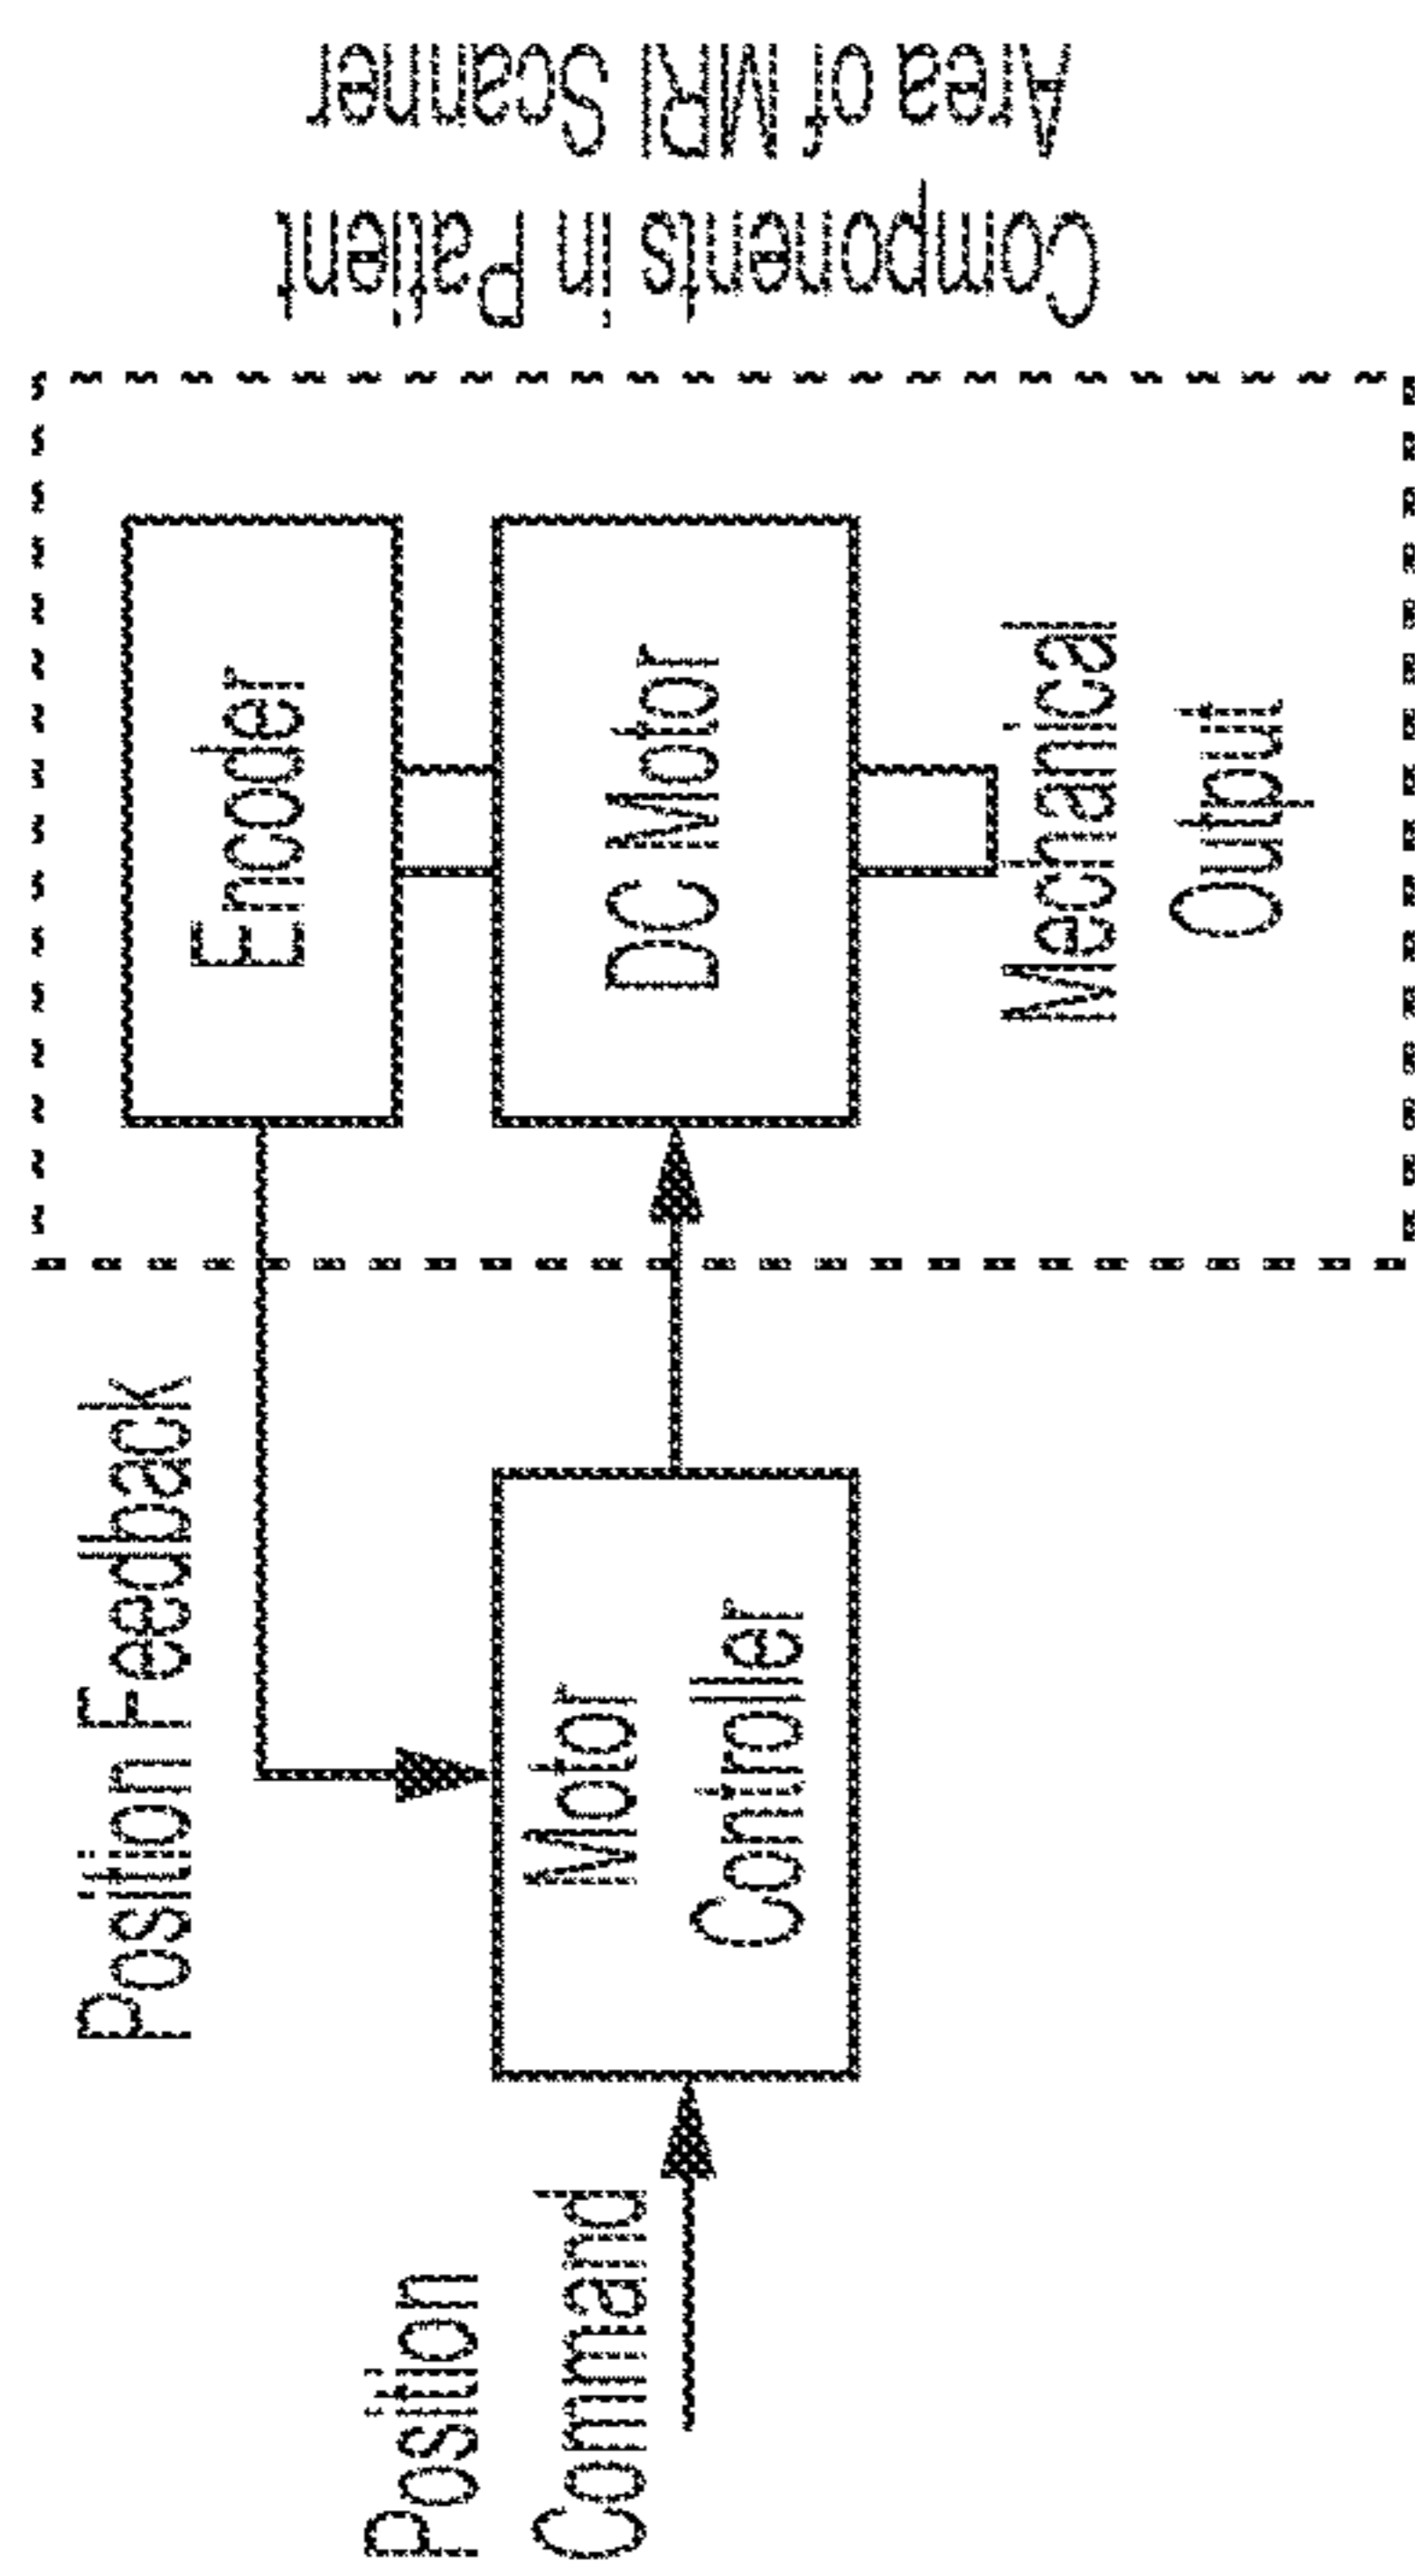 Position Feedback
Position
Command
Motor
Controller
Encoder
DC Motor
Mechanical
Output
Components in Patient
Area of MRI Scanner